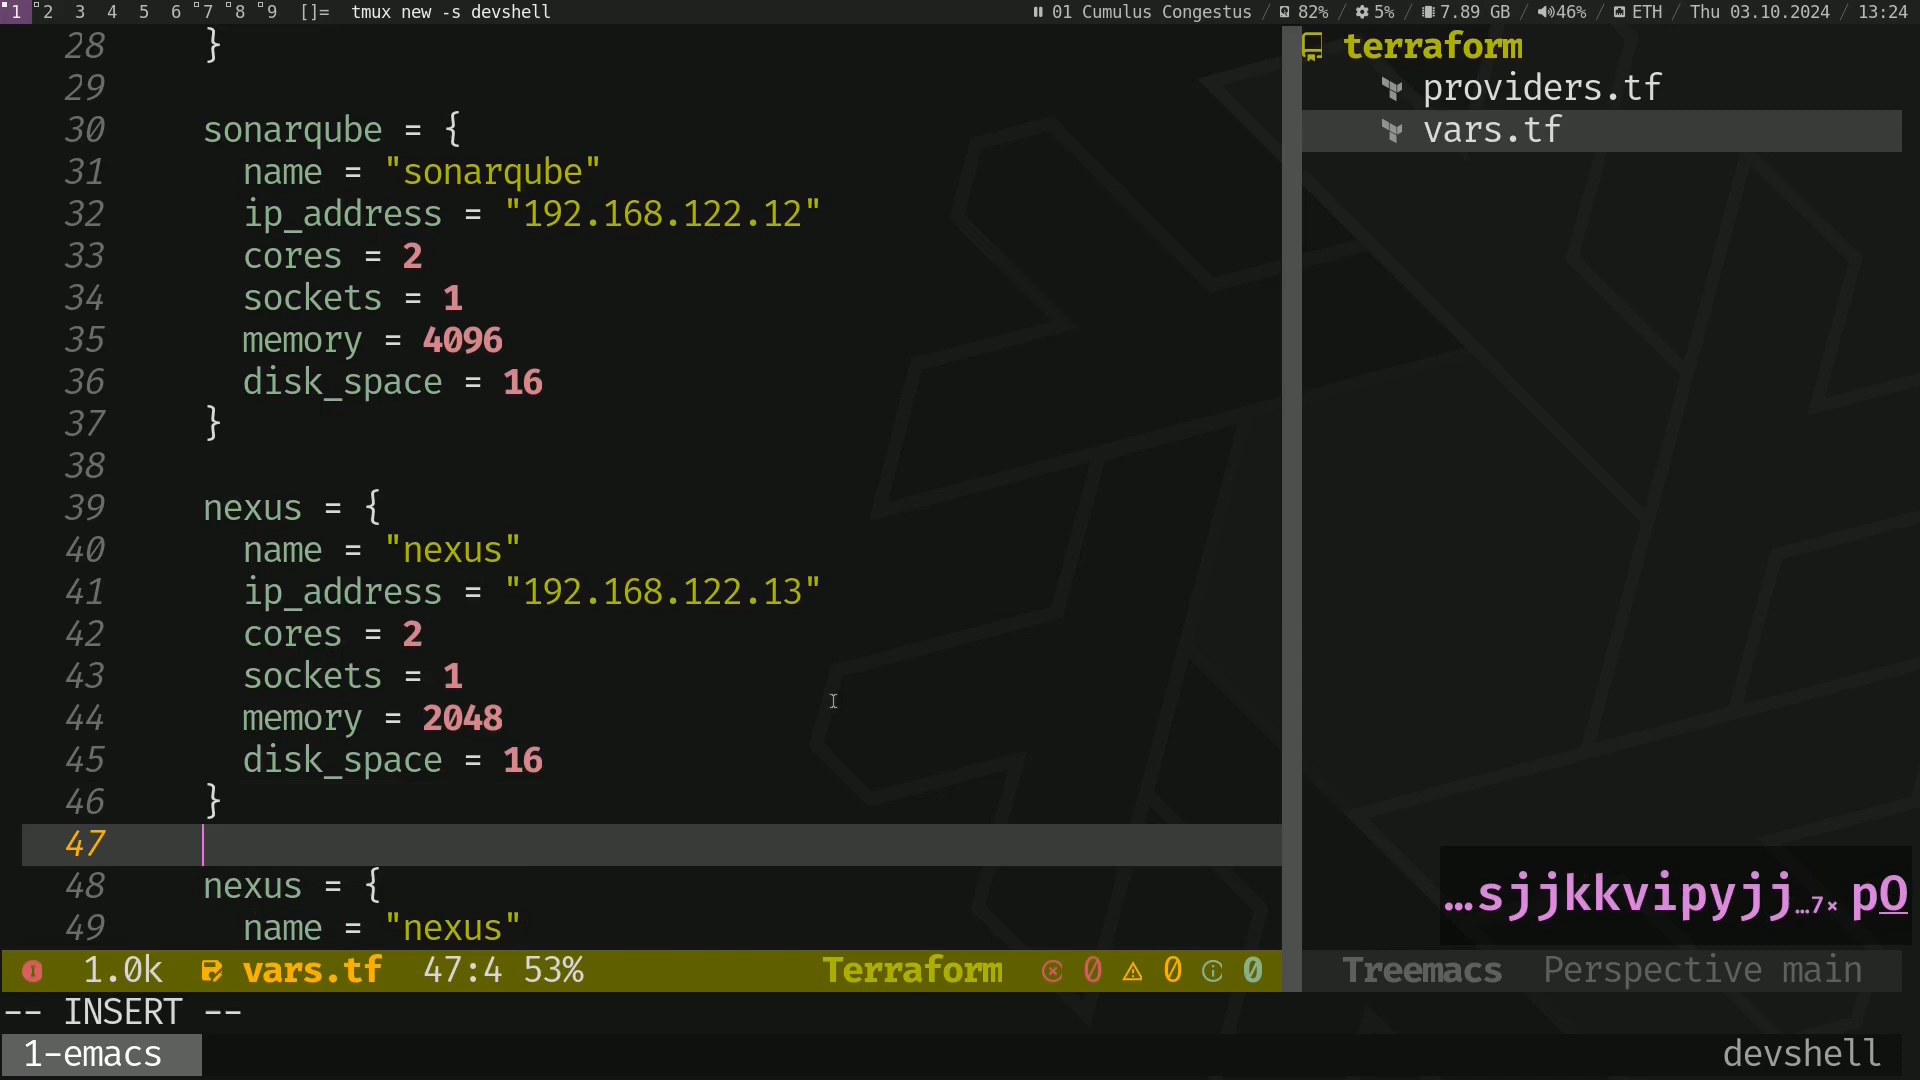 1 2 3 4 5 6 7 8 9 []= tmux new -s devshell 01 Cumulus Congestus / 82% / 5% / 7.89 GB / 46% / ETH / Thu 03.10.2024 / 13:24
28 }
29
30 sonarqube = {
31 name = "sonarqube"
32 ip_address = "192.168.122.12"
33 cores = 2
34 sockets = 1
35 memory = 4096
36 disk_space = 16
37 }
38
39 nexus = {
40 name = "nexus"
41 ip_address = "192.168.122.13"
42 cores = 2
43 sockets = 1
44 memory = 2048
45 disk_space = 16
46 }
47
48 nexus = {
49 name = "nexus"
terraform
providers.tf
vars.tf
…sjjkkvipyjj…7× pO
1.0k vars.tf 47:4 53% Terraform 0 0 0
Treemacs Perspective main
-- INSERT --
1-emacs
devshell